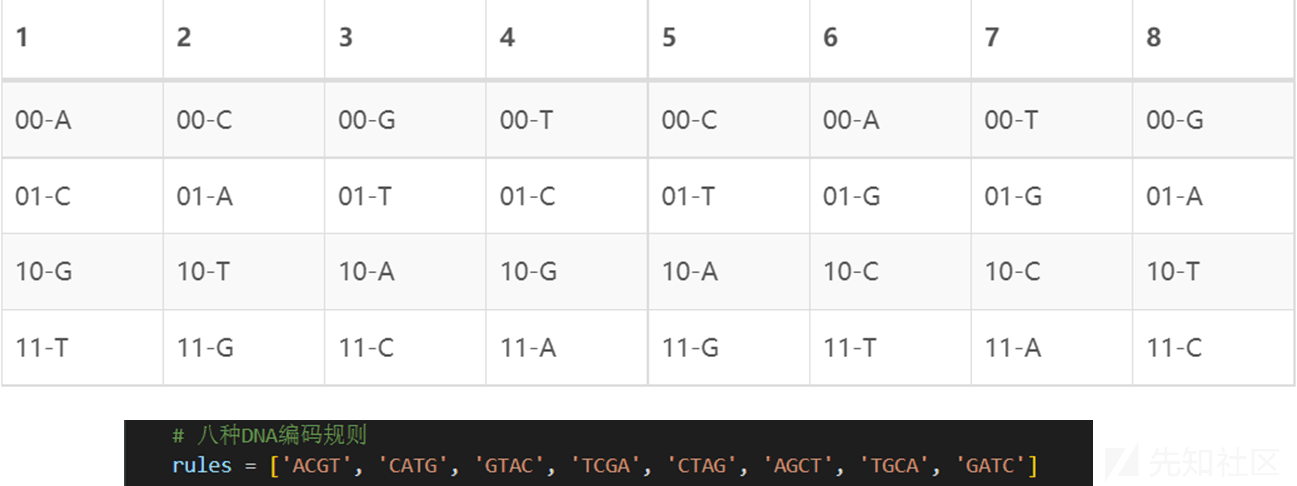 1 2 3 4 5 6 7 8
00-A 00-C 00-G 00-T 00-C 00-A 00-T 00-G
01-C 01-A 01-T 01-C 01-T 01-G 01-G 01-A
10-G 10-T 10-A 10-G 10-A 10-C 10-C 10-T
11-T 11-G 11-C 11-A 11-G 11-T 11-A 11-C
# 八种DNA编码规则
rules = ['ACGT', 'CATG', 'GTAC', 'TCGA', 'CTAG', 'AGCT', 'TGCA', 'GATC']
先知社区